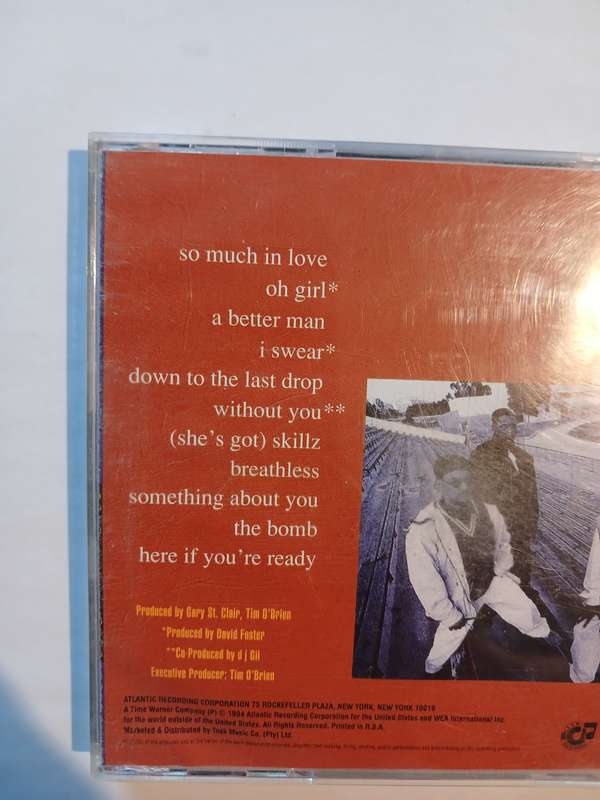 so much in love
oh girl*
a better man
i swear*
down to the last drop
without you**
(she's got) skillz
breathless
something about you
the bomb
here if you're ready
Produced by Gary St. Clair, Tim O'Brien
*Produced by David Foster
**Co-Produced by d j Gil
Executive Producer: Tim O'Brien
ATLANTIC RECORDING CORPORATION 75 ROCKEFELLER PLAZA, NEW YORK, NEW YORK 10019
A Time Warner Company (P) © 1994 Atlantic Recording Corporation for the United States and WEA International Inc.
for the world outside of the United States. All Rights Reserved. Printed in R.S.A.
Marketed & Distributed by Tusk Music Co. (Pty) Ltd.